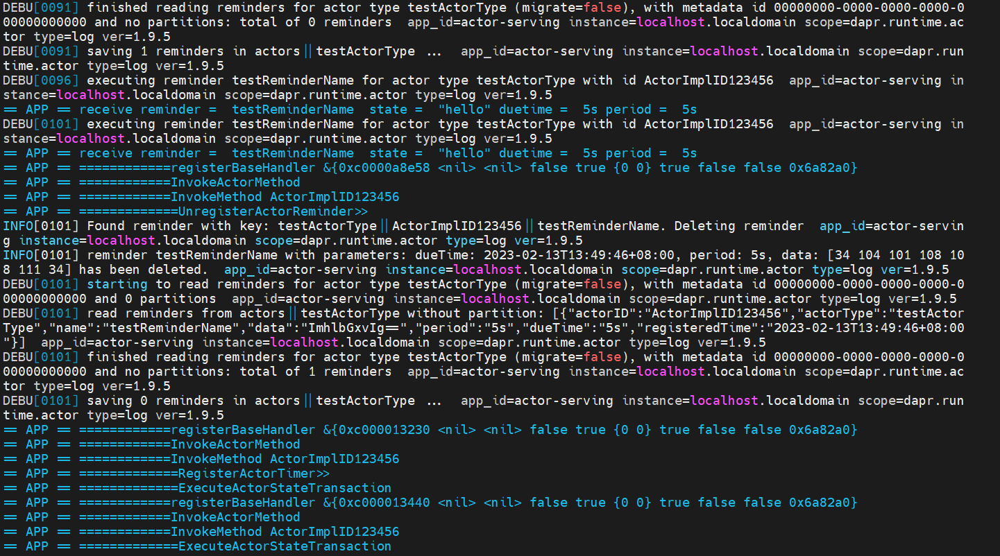 DEBU[0091] finished reading reminders for actor type testActorType (migrate=false), with metadata id 00000000-0000-0000-0000-0
00000000000 and no partitions: total of 0 reminders  app_id=actor-serving instance=localhost.localdomain scope=dapr.runtime.ac
tor type=log ver=1.9.5
DEBU[0091] saving 1 reminders in actors||testActorType ...  app_id=actor-serving instance=localhost.localdomain scope=dapr.run
time.actor type=log ver=1.9.5
DEBU[0096] executing reminder testReminderName for actor type testActorType with id ActorImplID123456  app_id=actor-serving in
stance=localhost.localdomain scope=dapr.runtime.actor type=log ver=1.9.5
== APP == receive reminder =  testReminderName  state =  "hello" duetime =  5s period =  5s
DEBU[0101] executing reminder testReminderName for actor type testActorType with id ActorImplID123456  app_id=actor-serving in
stance=localhost.localdomain scope=dapr.runtime.actor type=log ver=1.9.5
== APP == receive reminder =  testReminderName  state =  "hello" duetime =  5s period =  5s
== APP == ============registerBaseHandler &{0xc0000a8e58 <nil> <nil> false true {0 0} true false false 0x6a82a0}
== APP == ============InvokeActorMethod
== APP == ============InvokeMethod ActorImplID123456
== APP == =============UnregisterActorReminder>>
INFO[0101] Found reminder with key: testActorType||ActorImplID123456||testReminderName. Deleting reminder  app_id=actor-servin
g instance=localhost.localdomain scope=dapr.runtime.actor type=log ver=1.9.5
INFO[0101] reminder testReminderName with parameters: dueTime: 2023-02-13T13:49:46+08:00, period: 5s, data: [34 104 101 108 10
8 111 34] has been deleted.  app_id=actor-serving instance=localhost.localdomain scope=dapr.runtime.actor type=log ver=1.9.5
DEBU[0101] starting to read reminders for actor type testActorType (migrate=false), with metadata id 00000000-0000-0000-0000-0
00000000000 and 0 partitions  app_id=actor-serving instance=localhost.localdomain scope=dapr.runtime.actor type=log ver=1.9.5
DEBU[0101] read reminders from actors||testActorType without partition: [{"actorID":"ActorImplID123456","actorType":"testActor
Type","name":"testReminderName","data":"ImhlbGxvIg==","period":"5s","dueTime":"5s","registeredTime":"2023-02-13T13:49:46+08:00
"}]  app_id=actor-serving instance=localhost.localdomain scope=dapr.runtime.actor type=log ver=1.9.5
DEBU[0101] finished reading reminders for actor type testActorType (migrate=false), with metadata id 00000000-0000-0000-0000-0
00000000000 and no partitions: total of 1 reminders  app_id=actor-serving instance=localhost.localdomain scope=dapr.runtime.ac
tor type=log ver=1.9.5
DEBU[0101] saving 0 reminders in actors||testActorType ...  app_id=actor-serving instance=localhost.localdomain scope=dapr.run
time.actor type=log ver=1.9.5
== APP == ============registerBaseHandler &{0xc000013230 <nil> <nil> false true {0 0} true false false 0x6a82a0}
== APP == ============InvokeActorMethod
== APP == ============InvokeMethod ActorImplID123456
== APP == =============RegisterActorTimer>>
== APP == =============ExecuteActorStateTransaction
== APP == ============registerBaseHandler &{0xc000013440 <nil> <nil> false true {0 0} true false false 0x6a82a0}
== APP == ============InvokeActorMethod
== APP == ============InvokeMethod ActorImplID123456
== APP == =============ExecuteActorStateTransaction